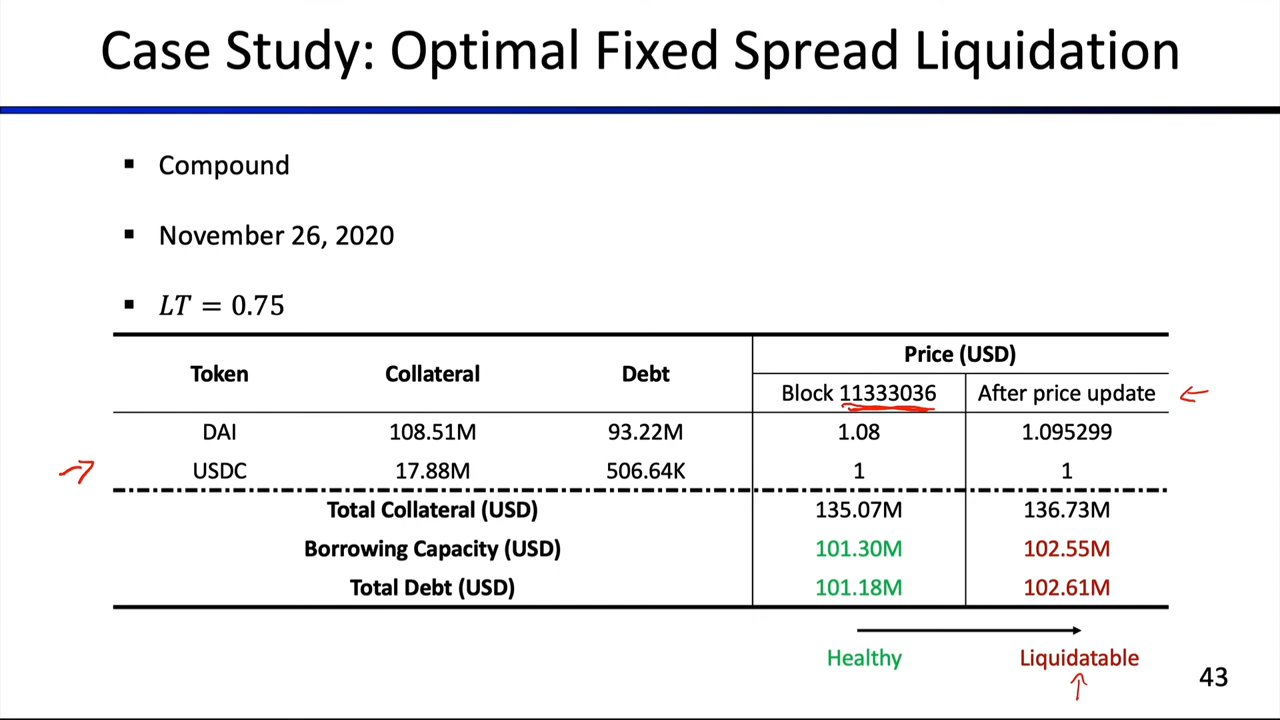 Case Study: Optimal Fixed Spread Liquidation
▪ Compound
▪ November 26, 2020
▪ LT = 0.75
Token Collateral Debt Price (USD)
Block 11333036 After price update
DAI 108.51M 93.22M 1.08 1.095299
USDC 17.88M 506.64K 1 1
Total Collateral (USD) 135.07M 136.73M
Borrowing Capacity (USD) 101.30M 102.55M
Total Debt (USD) 101.18M 102.61M
Healthy Liquidatable
43